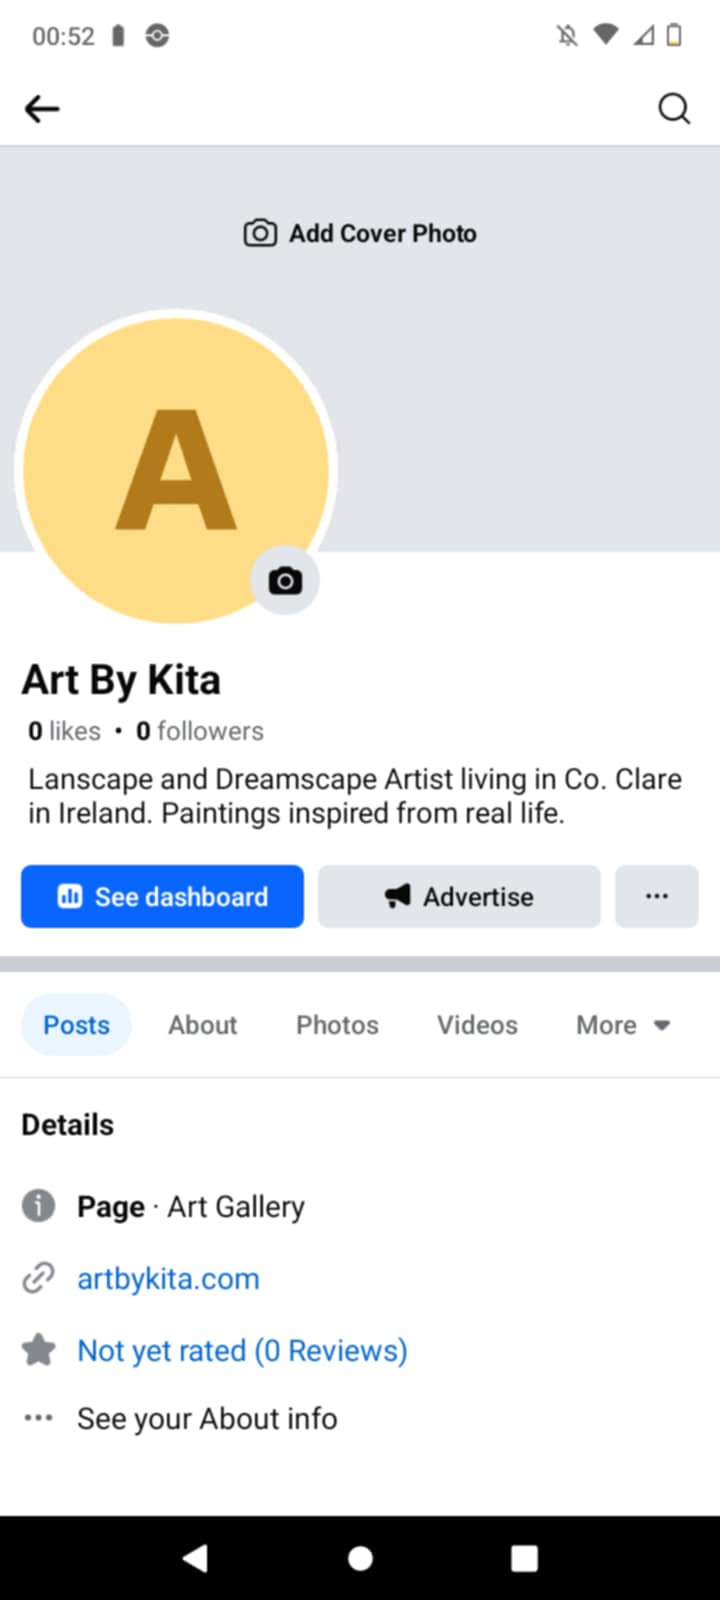 00:52
Add Cover Photo
A
Art By Kita
0 likes • 0 followers
Lanscape and Dreamscape Artist living in Co. Clare
in Ireland. Paintings inspired from real life.
See dashboard
Advertise
Posts About Photos Videos More
Details
Page · Art Gallery
artbykita.com
Not yet rated (0 Reviews)
See your About info